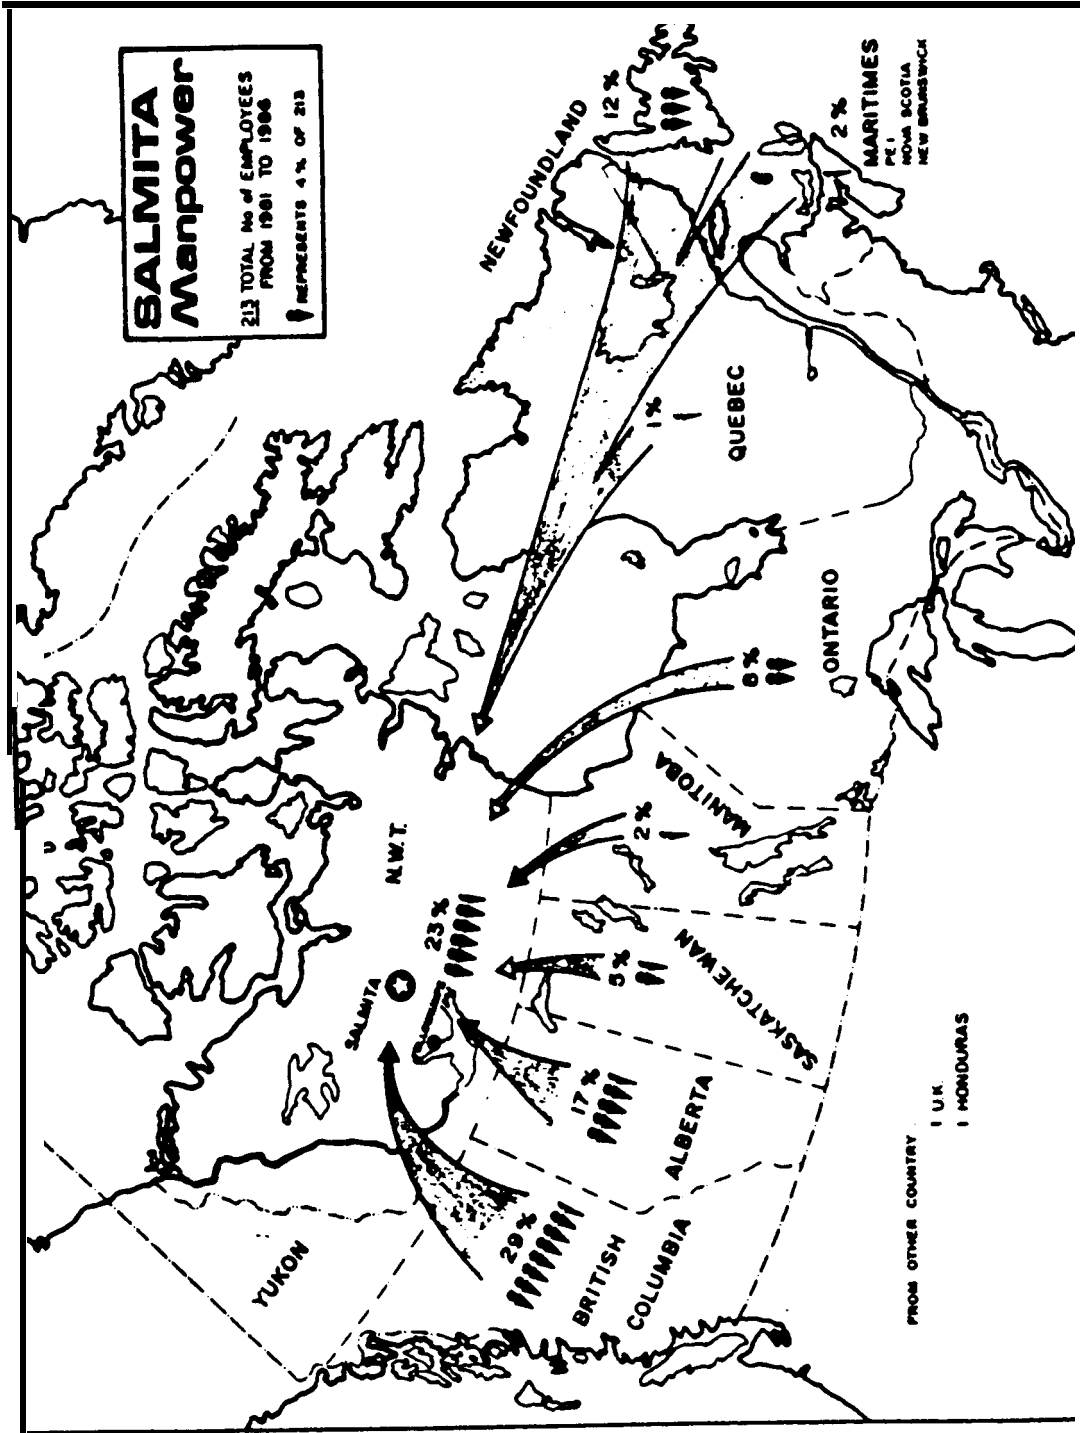 SALMITA
Manpower
213 TOTAL No of EMPLOYEES
FROM 1981 TO 1986
REPRESENTS 4% OF 213
NEWFOUNDLAND
12%
2%
MARITIMES
PEI
NOVA SCOTIA
NEW BRUNSWICK
1%
QUEBEC
8%
ONTARIO
MANITOBA
2%
N.W.T.
23%
SALMITA
5%
SASKATCHEWAN
17%
ALBERTA
29%
BRITISH
COLUMBIA
YUKON
FROM OTHER COUNTRY
1 U.K.
1 HONDURAS